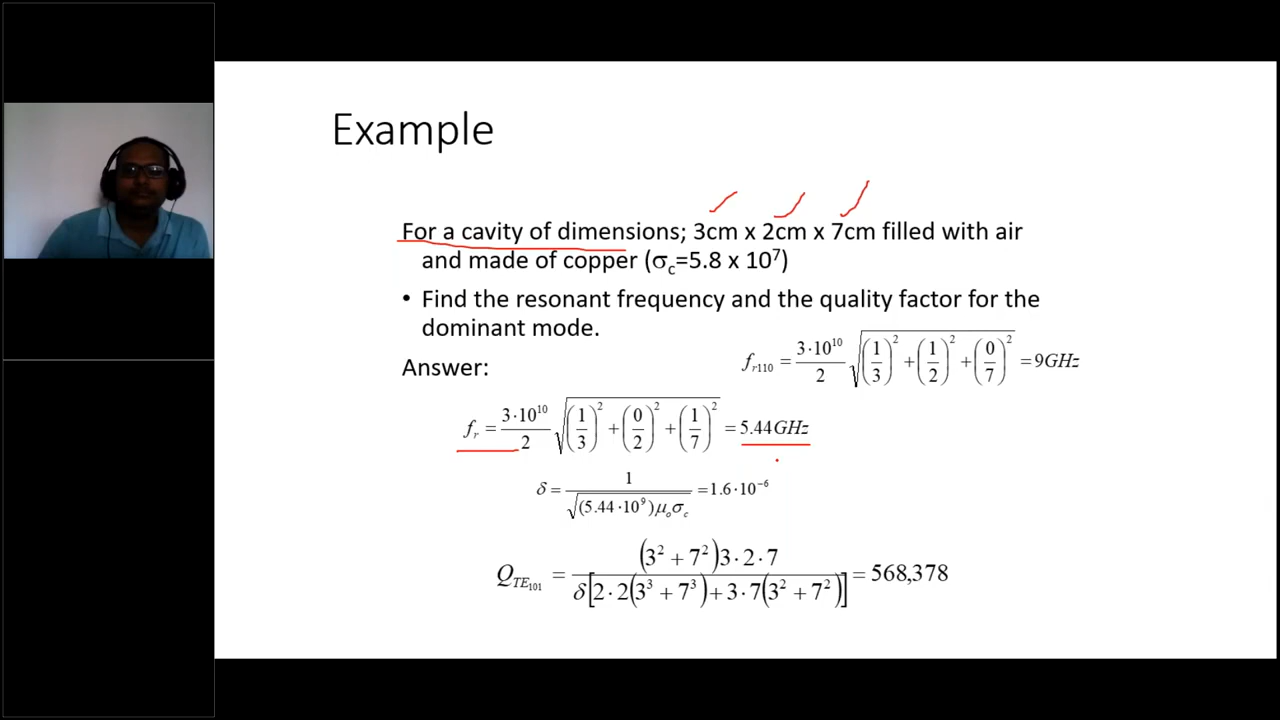 Example
For a cavity of dimensions; 3cm x 2cm x 7cm filled with air
and made of copper (σc=5.8 x 10⁷)
• Find the resonant frequency and the quality factor for the
dominant mode.
Answer:
f_r110 = 3·10¹⁰/2 √((1/3)² + (1/2)² + (0/7)²) = 9GHz
f_r = 3·10¹⁰/2 √((1/3)² + (0/2)² + (1/7)²) = 5.44GHz
δ = 1/√((5.44·10⁹)μ_oσ_c) = 1.6·10⁻⁶
Q_TE101 = (3² + 7²)3·2·7/δ[2·2(3³ + 7³) + 3·7(3² + 7²)] = 568,378